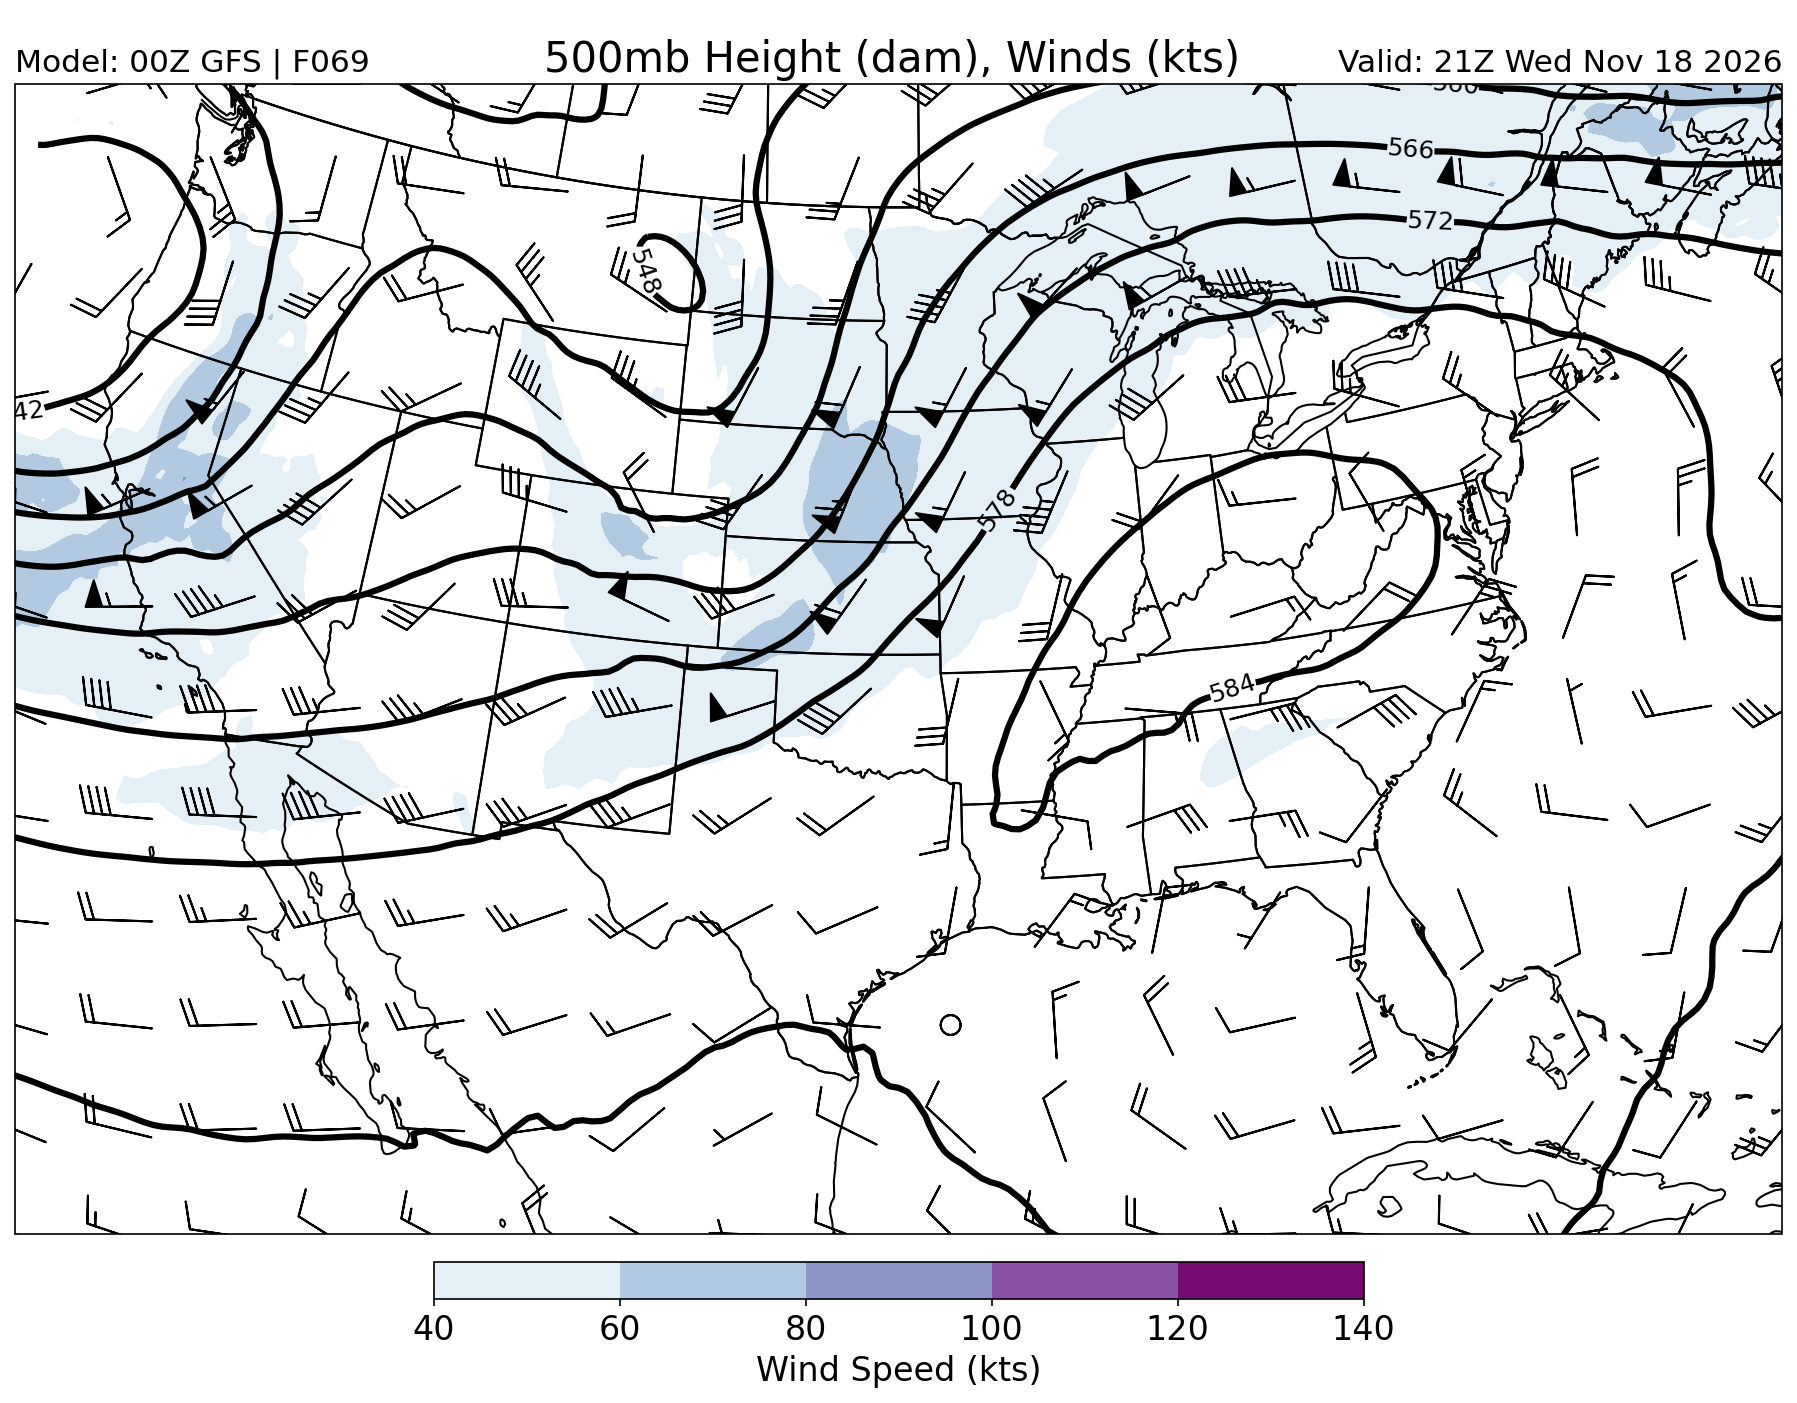 Model: 00Z GFS | F069
500mb Height (dam), Winds (kts)
Valid: 21Z Wed Nov 18 2026
566
572
548
42
578
584
40 60 80 100 120 140
Wind Speed (kts)